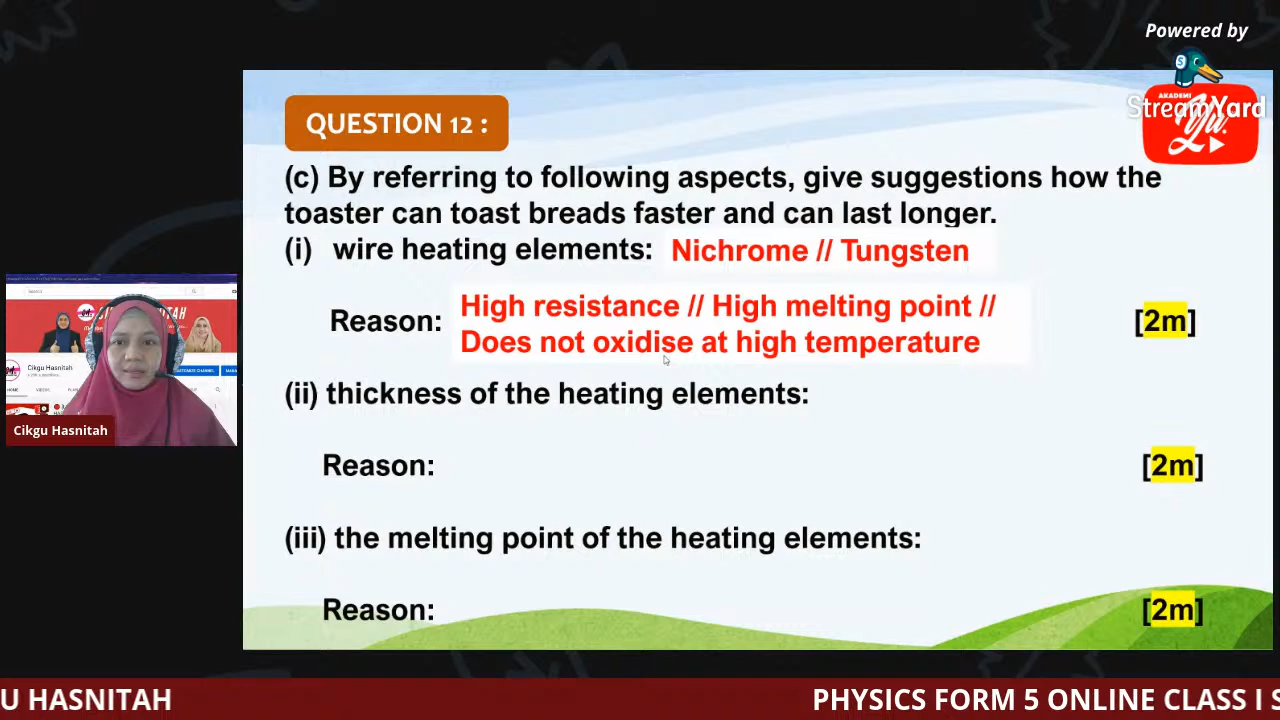 Powered by
StreamYard
AKADEMI
QUESTION 12 :
(c) By referring to following aspects, give suggestions how the
toaster can toast breads faster and can last longer.
(i) wire heating elements: Nichrome // Tungsten
Reason: High resistance // High melting point //
Does not oxidise at high temperature [2m]
(ii) thickness of the heating elements:
Reason: [2m]
(iii) the melting point of the heating elements:
Reason: [2m]
Cikgu Hasnitah
Cikgu Hasnitah
U HASNITAH
PHYSICS FORM 5 ONLINE CLASS I S